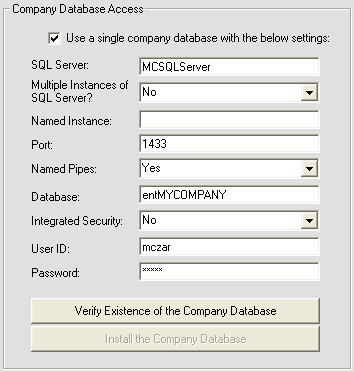 Company Database Access
Use a single company database with the below settings:
SQL Server: MCSQLServer
Multiple Instances of
SQL Server? No
Named Instance:
Port: 1433
Named Pipes: Yes
Database: entMYCOMPANY
Integrated Security: No
User ID: mczar
Password: *****
Verify Existence of the Company Database
Install the Company Database